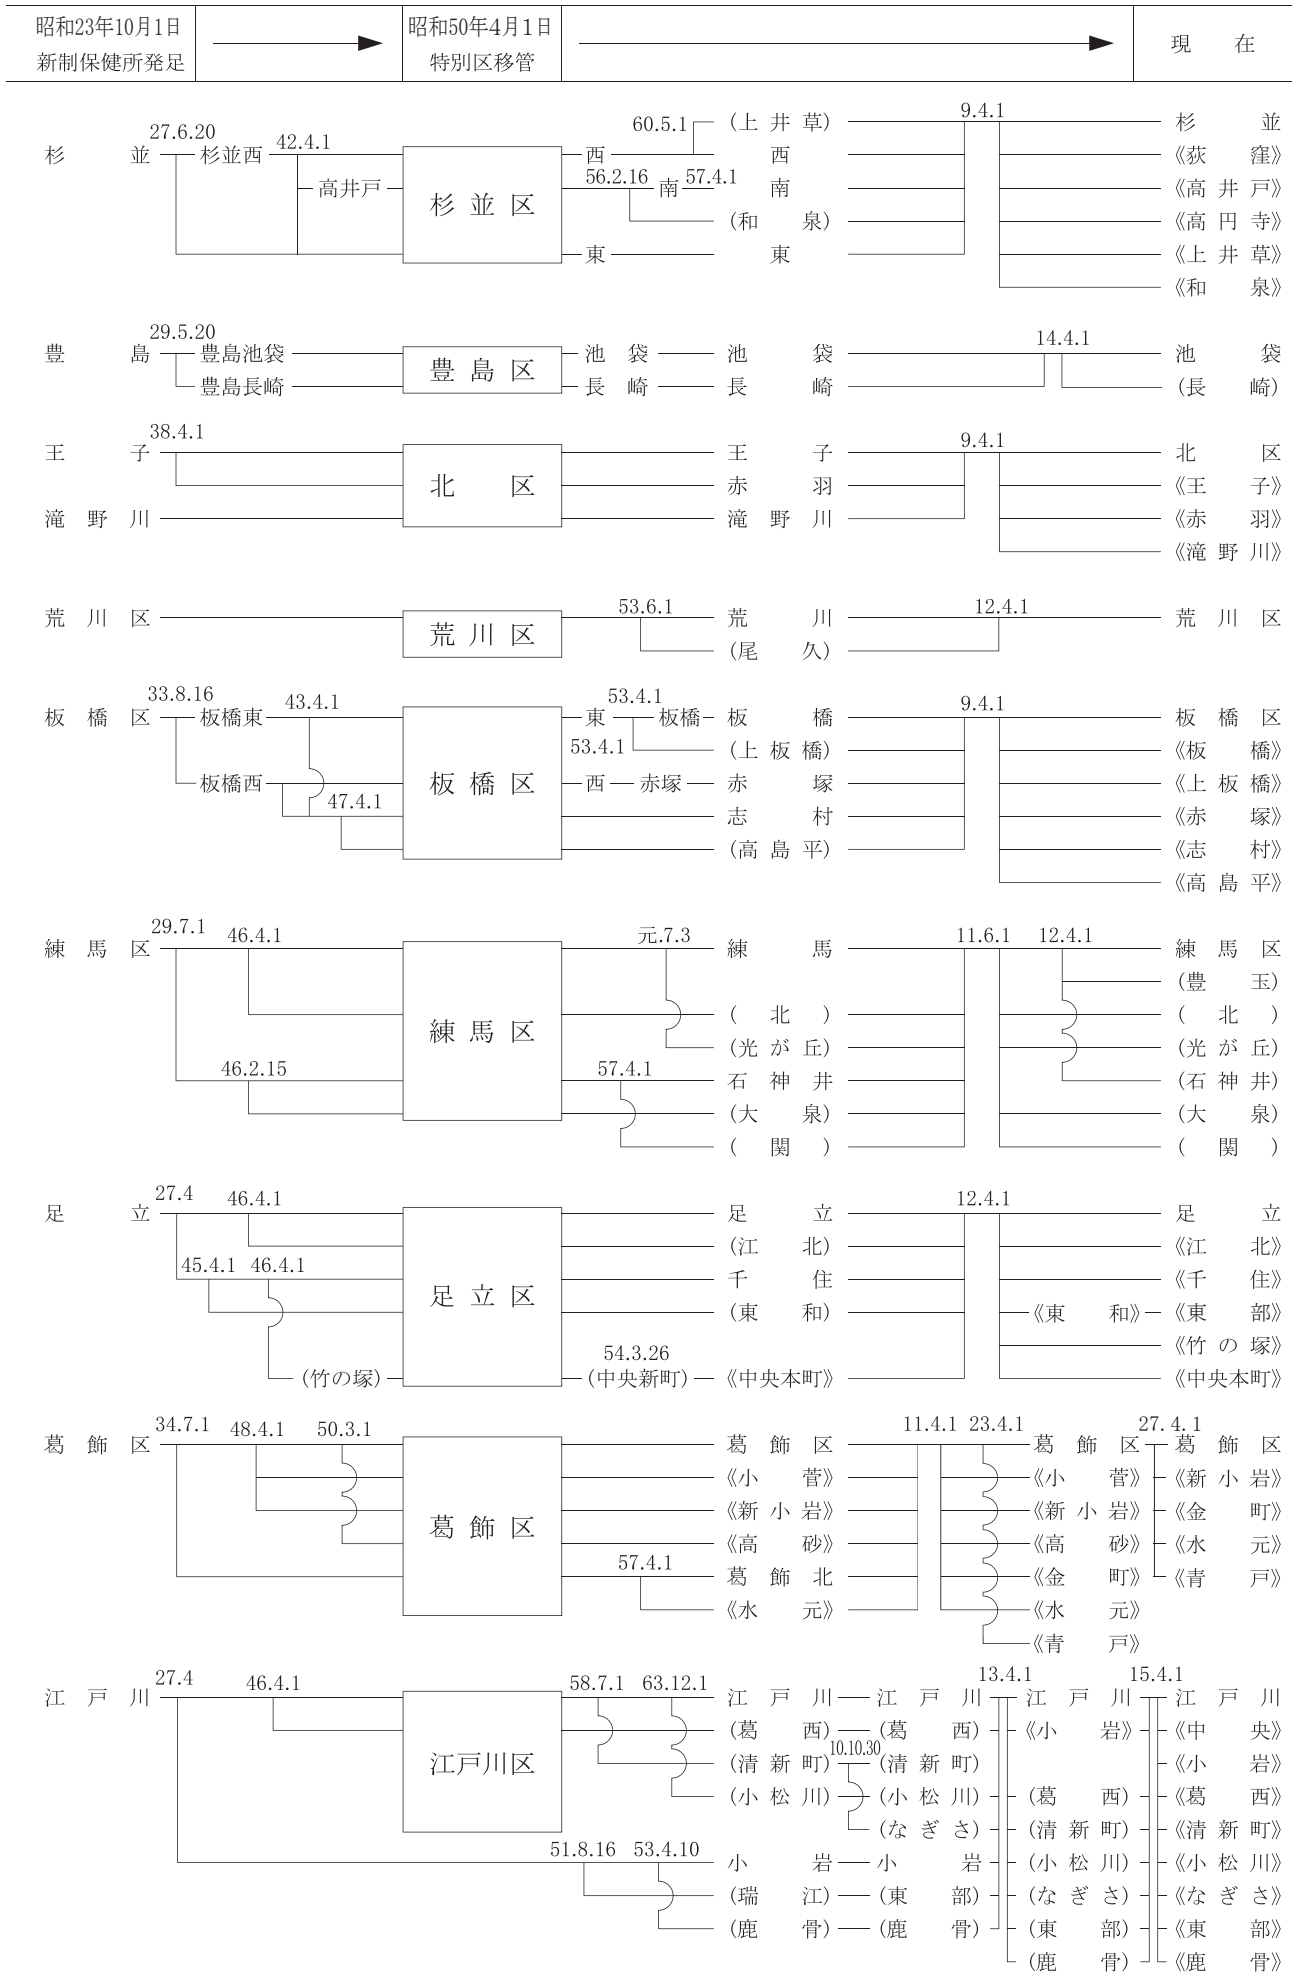 昭和23年10月1日 昭和50年4月1日 現在
新制保健所発足 特別区移管
60.5.1 (上井草) 9.4.1 杉並
27.6.20 42.4.1
杉並 杉並西 西 西 《荻窪》
56.2.16 57.4.1
高井戸 杉並区 南 南 《高井戸》
(和泉) 《高円寺》
東 東 《上井草》
《和泉》
29.5.20 14.4.1
豊島 豊島池袋 豊島区 池袋 池袋 池袋
豊島長崎 長崎 長崎 (長崎)
38.4.1 9.4.1
王子 王子 北区
北区 赤羽 《王子》
滝野川 滝野川 《赤羽》
《滝野川》
53.6.1 12.4.1
荒川区 荒川区 荒川 荒川区
(尾久)
33.8.16 43.4.1 53.4.1 9.4.1
板橋区 板橋東 東 板橋 板橋 板橋区
53.4.1 (上板橋) 《板橋》
板橋西 板橋区 西 赤塚 赤塚 《上板橋》
47.4.1 志村 《赤塚》
(高島平) 《志村》
《高島平》
29.7.1 46.4.1 元.7.3 11.6.1 12.4.1
練馬区 練馬 練馬区
(豊玉)
練馬区 (北) (北)
(光が丘) (光が丘)
46.2.15 57.4.1
石神井 (石神井)
(大泉) (大泉)
(関) (関)
27.4 46.4.1 12.4.1
足立 足立 足立
(江北) 《江北》
45.4.1 46.4.1
足立区 千住 《千住》
(東和) 《東和》 《東部》
54.3.26 《竹の塚》
(竹の塚) (中央新町) 《中央本町》 《中央本町》
34.7.1 48.4.1 50.3.1 11.4.1 23.4.1 27.4.1
葛飾区 葛飾区 葛飾区 葛飾区
《小菅》 《小菅》 《新小岩》
葛飾区 《新小岩》 《新小岩》 《金町》
《高砂》 《高砂》 《水元》
57.4.1
葛飾北 《金町》 《青戸》
《水元》 《水元》
《青戸》
27.4 46.4.1 58.7.1 63.12.1 13.4.1 15.4.1
江戸川 江戸川 江戸川 江戸川 江戸川
(葛西) (葛西) 《小岩》 《中央》
10.10.30
江戸川区 (清新町) (清新町) 《小岩》
(小松川) (小松川) (葛西) 《葛西》
(なぎさ) (清新町) 《清新町》
51.8.16 53.4.10
小岩 小岩 (小松川) 《小松川》
(瑞江) (東部) (なぎさ) 《なぎさ》
(鹿骨) (鹿骨) (東部) 《東部》
(鹿骨) 《鹿骨》